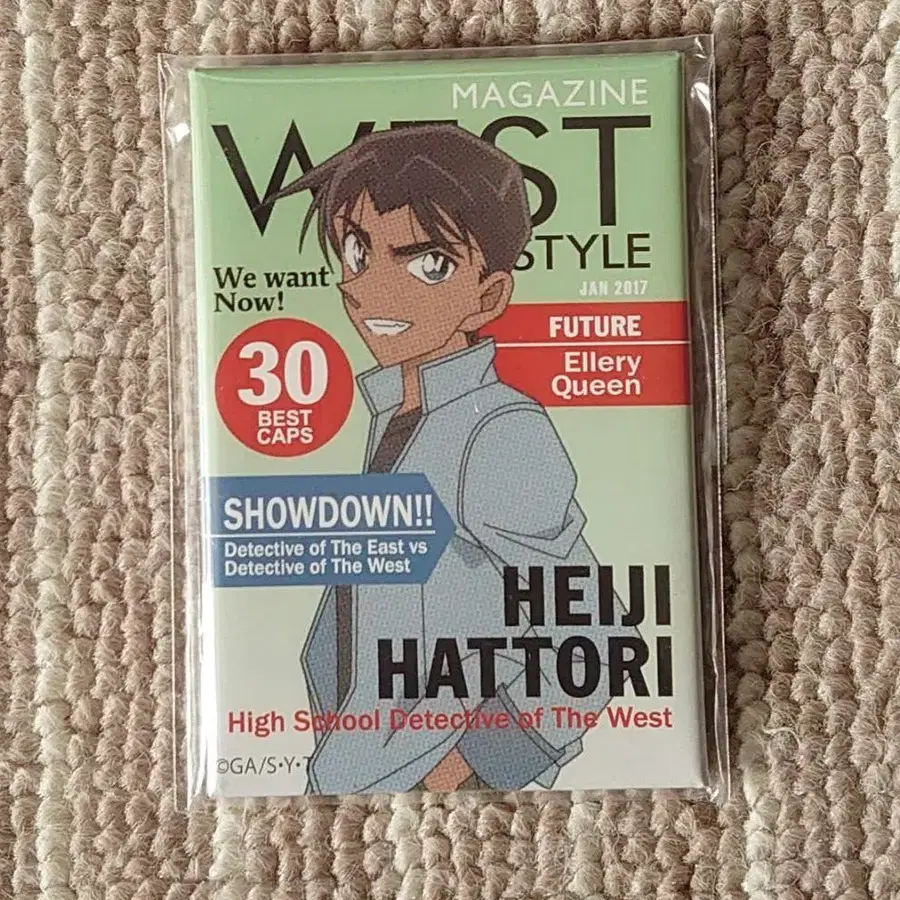 MAGAZINE
WEST
STYLE
JAN 2017
We want
Now!
FUTURE
Ellery
Queen
30
BEST
CAPS
SHOWDOWN!!
Detective of The East vs
Detective of The West
HEIJI
HATTORI
High School Detective of The West
©GA/S•Y•T